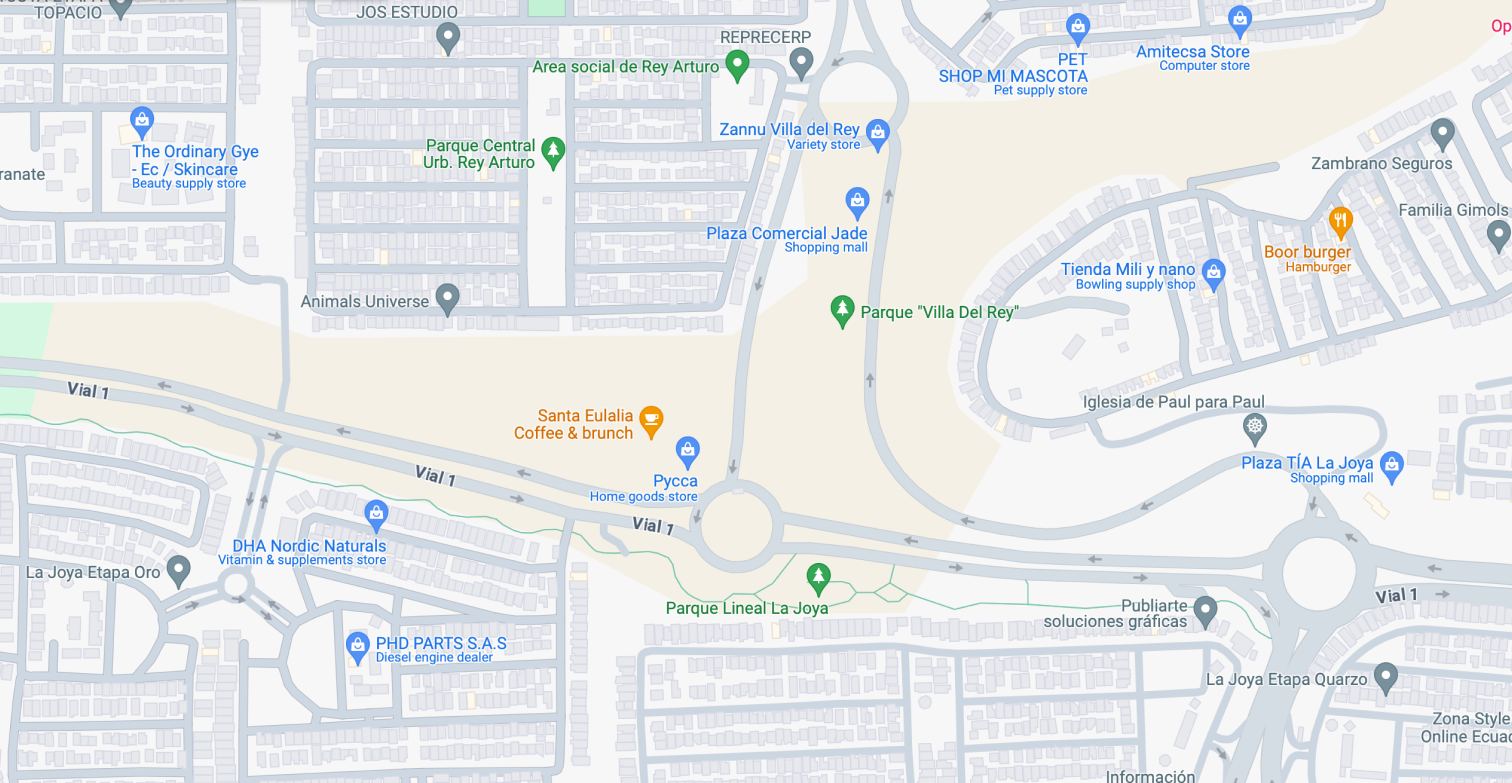 TOPACIO
JOS ESTUDIO
REPRECERP
Area social de Rey Arturo
PET
SHOP MI MASCOTA
Pet supply store
Amitecsa Store
Computer store
Op
The Ordinary Gye
- Ec / Skincare
Beauty supply store
ranate
Parque Central
Urb. Rey Arturo
Zannu Villa del Rey
Variety store
Zambrano Seguros
Familia Gimols
Plaza Comercial Jade
Shopping mall
Boor burger
Hamburger
Tienda Mili y nano
Bowling supply shop
Animals Universe
Parque "Villa Del Rey"
Vial 1
Santa Eulalia
Coffee & brunch
Iglesia de Paul para Paul
Plaza TÍA La Joya
Shopping mall
Vial 1
Pycca
Home goods store
Vial 1
DHA Nordic Naturals
Vitamin & supplements store
La Joya Etapa Oro
Parque Lineal La Joya
Vial 1
Publiarte
soluciones gráficas
PHD PARTS S.A.S
Diesel engine dealer
La Joya Etapa Quarzo
Zona Style
Online Ecuad
Información